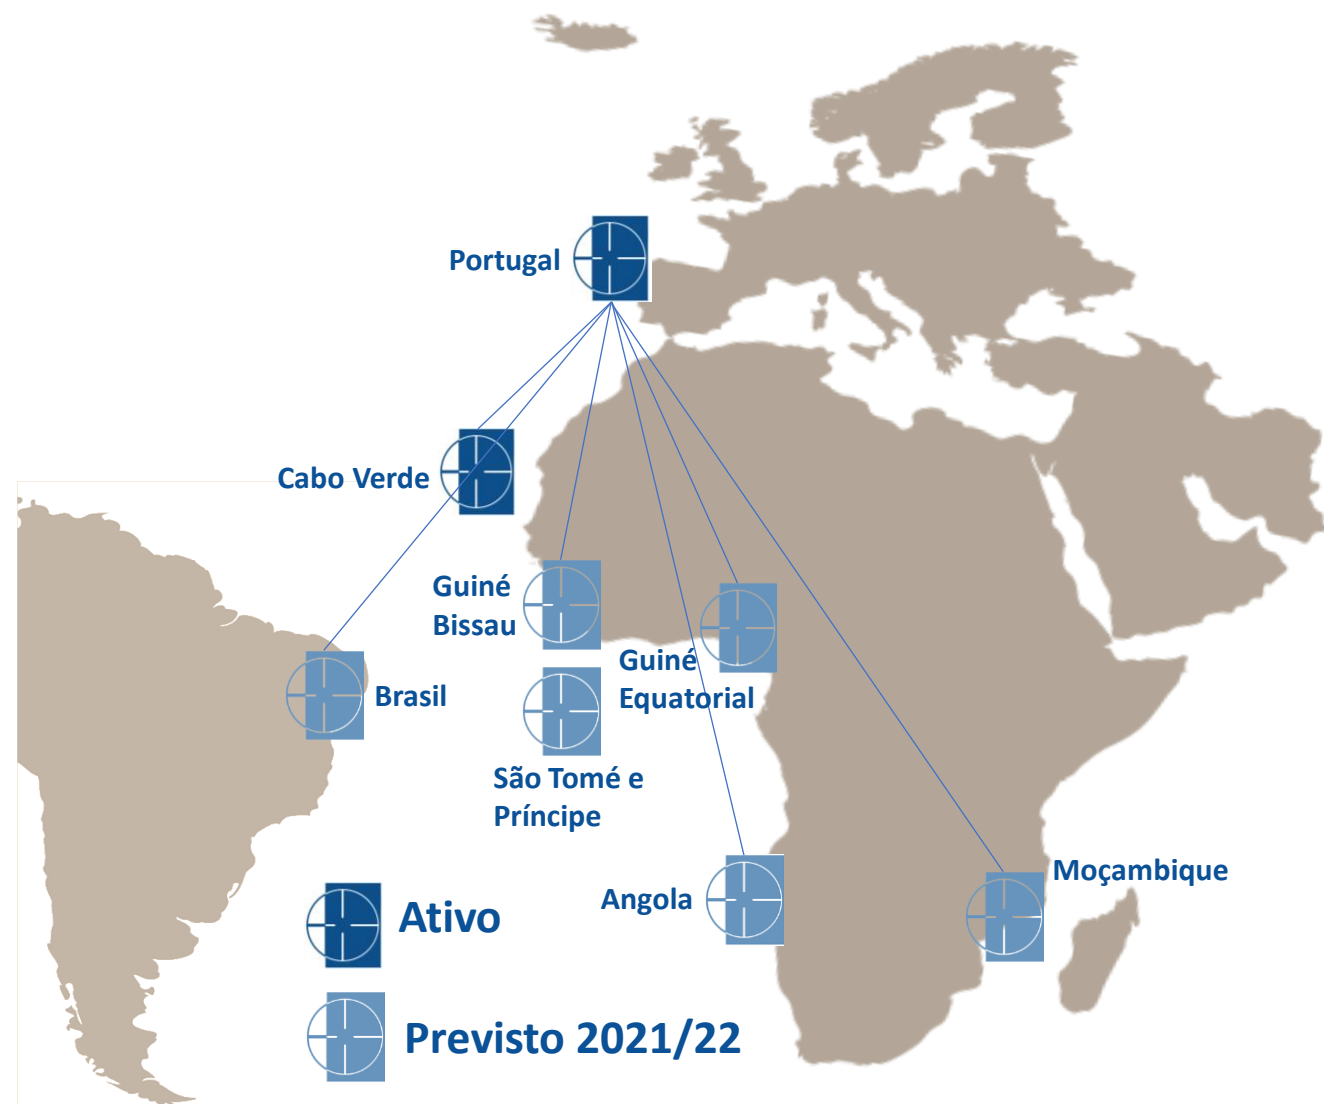 Portugal
Cabo Verde
Guiné
Bissau
Guiné
Equatorial
Brasil
São Tomé e
Príncipe
Moçambique
Angola
Ativo
Previsto 2021/22